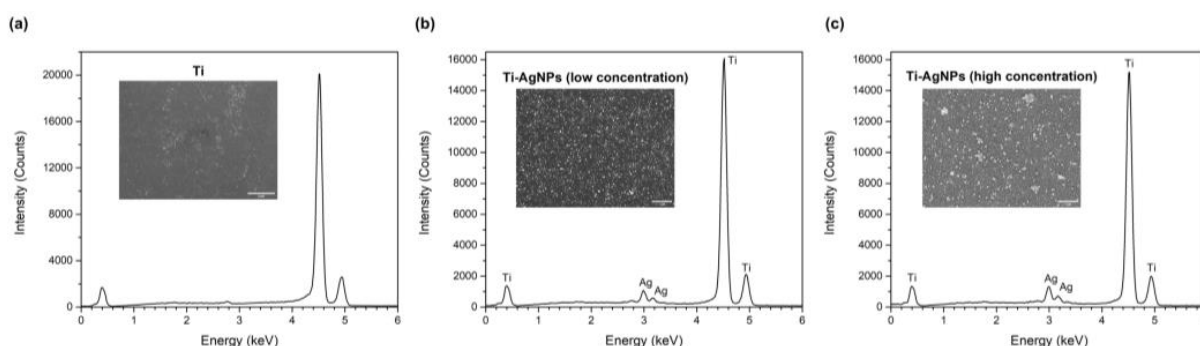 (a)
Ti
20000
16000
12000
8000
4000
0
0 1 2 3 4 5 6
Intensity (Counts)
Energy (keV)
(b)
Ti-AgNPs (low concentration)
16000
14000
12000
10000
8000
6000
4000
2000
0
0 1 2 3 4 5 6
Ti
Ag
Ag
Ti
Ti
Intensity (Counts)
Energy (keV)
(c)
Ti-AgNPs (high concentration)
16000
14000
12000
10000
8000
6000
4000
2000
0
0 1 2 3 4 5
Ti
Ag
Ag
Ti
Ti
Intensity (Counts)
Energy (keV)